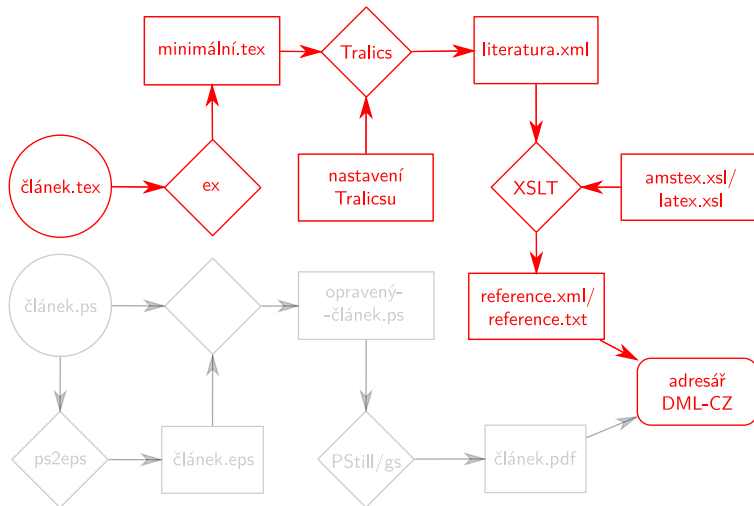 minimální.tex
Tralics
literatura.xml
článek.tex
ex
nastavení
Tralicsu
XSLT
amstex.xsl/
latex.xsl
článek.ps
opravený-
-článek.ps
reference.xml/
reference.txt
adresář
DML-CZ
ps2eps
článek.eps
PStill/gs
článek.pdf